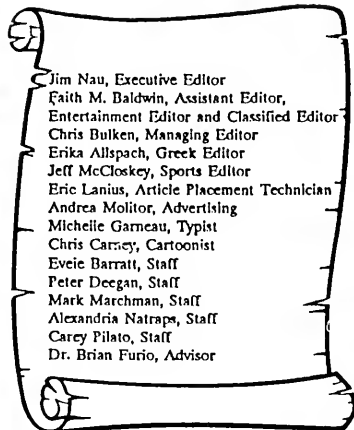 Jim Nau, Executive Editor
Faith M. Baldwin, Assistant Editor,
Entertainment Editor and Classified Editor
Chris Bulken, Managing Editor
Erika Allspach, Greek Editor
Jeff McCloskey, Sports Editor
Eric Lanius, Article Placement Technician
Andrea Molitor, Advertising
Michelle Garneau, Typist
Chris Carney, Cartoonist
Eveie Barratt, Staff
Peter Deegan, Staff
Mark Marchman, Staff
Alexandria Natraps, Staff
Carey Pilato, Staff
Dr. Brian Furio, Advisor